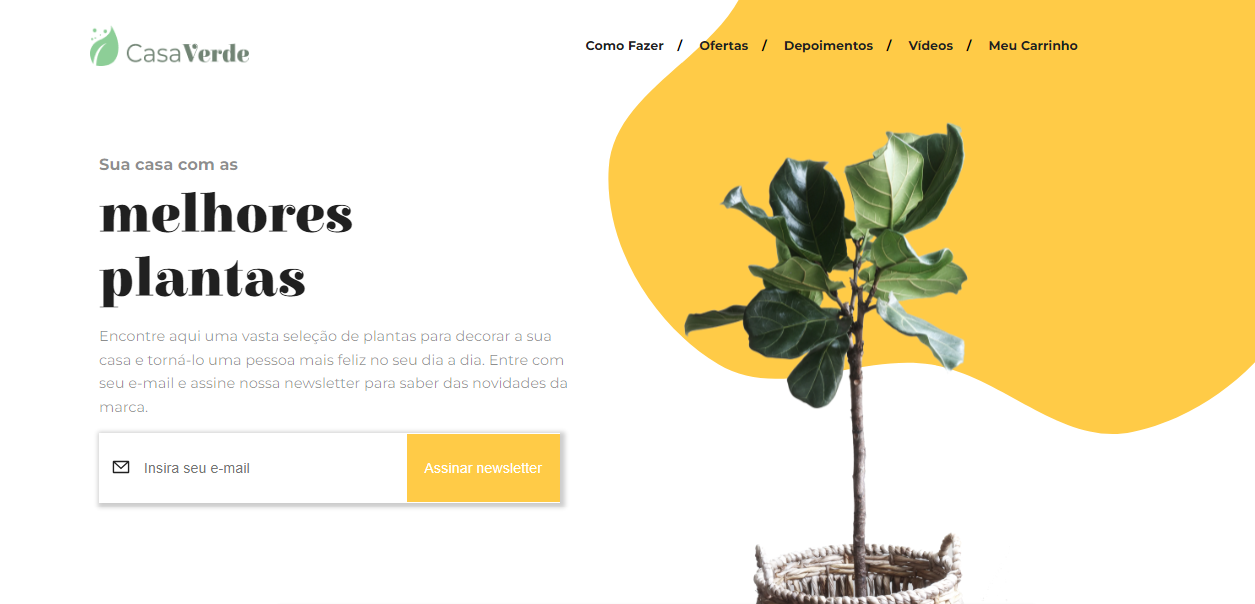 CasaVerde
Como Fazer / Ofertas / Depoimentos / Vídeos / Meu Carrinho
Sua casa com as
melhores
plantas
Encontre aqui uma vasta seleção de plantas para decorar a sua
casa e torná-lo uma pessoa mais feliz no seu dia a dia. Entre com
seu e-mail e assine nossa newsletter para saber das novidades da
marca.
Insira seu e-mail
Assinar newsletter